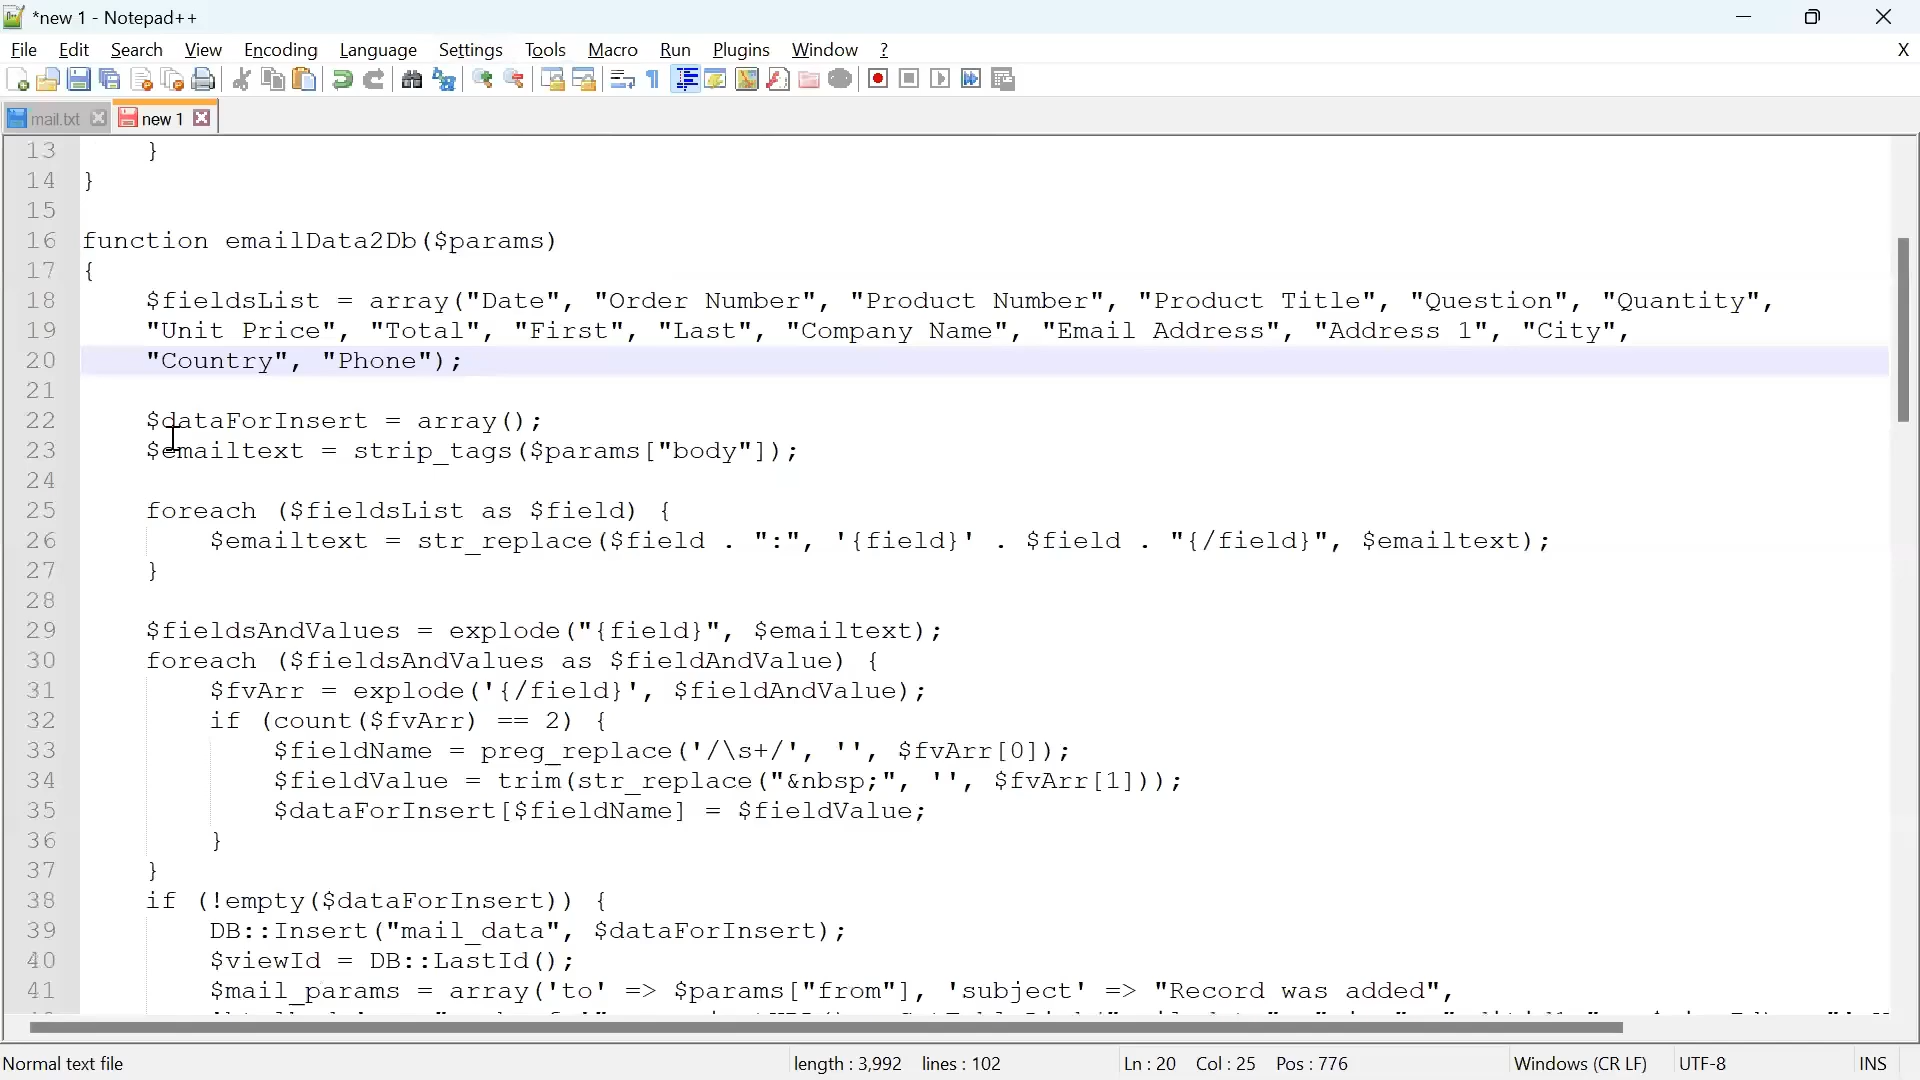 *new 1 - Notepad++
File Edit Search View Encoding Language Settings Tools Macro Run Plugins Window ? X
mail.txt new 1
13 }
14 }
15
16 function emailData2Db($params)
17 {
18 $fieldsList = array("Date", "Order Number", "Product Number", "Product Title", "Question", "Quantity",
19 "Unit Price", "Total", "First", "Last", "Company Name", "Email Address", "Address 1", "City",
20 "Country", "Phone");
21
22 $dataForInsert = array();
23 $emailtext = strip_tags($params["body"]);
24
25 foreach ($fieldsList as $field) {
26 $emailtext = str_replace($field . ":", '{field}' . $field . "{/field}", $emailtext);
27 }
28
29 $fieldsAndValues = explode("{field}", $emailtext);
30 foreach ($fieldsAndValues as $fieldAndValue) {
31 $fvArr = explode('{/field}', $fieldAndValue);
32 if (count($fvArr) == 2) {
33 $fieldName = preg_replace('/\s+/', '', $fvArr[0]);
34 $fieldValue = trim(str_replace("&nbsp;", '', $fvArr[1]));
35 $dataForInsert[$fieldName] = $fieldValue;
36 }
37 }
38 if (!empty($dataForInsert)) {
39 DB::Insert("mail_data", $dataForInsert);
40 $viewId = DB::LastId();
41 $mail_params = array('to' => $params["from"], 'subject' => "Record was added",
Normal text file length : 3,992 lines : 102 Ln : 20 Col : 25 Pos : 776 Windows (CR LF) UTF-8 INS